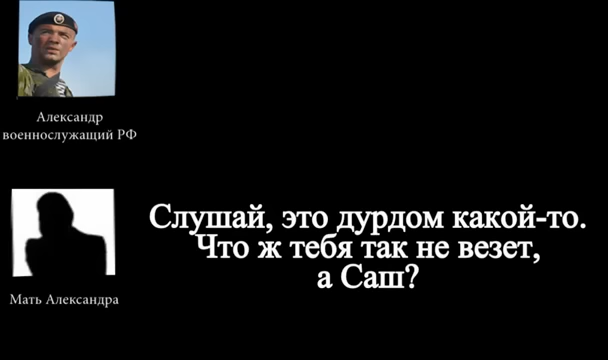 Александр
военнослужащий РФ
Слушай, это дурдом какой-то.
Что ж тебя так не везет,
а Саш?
Мать Александра